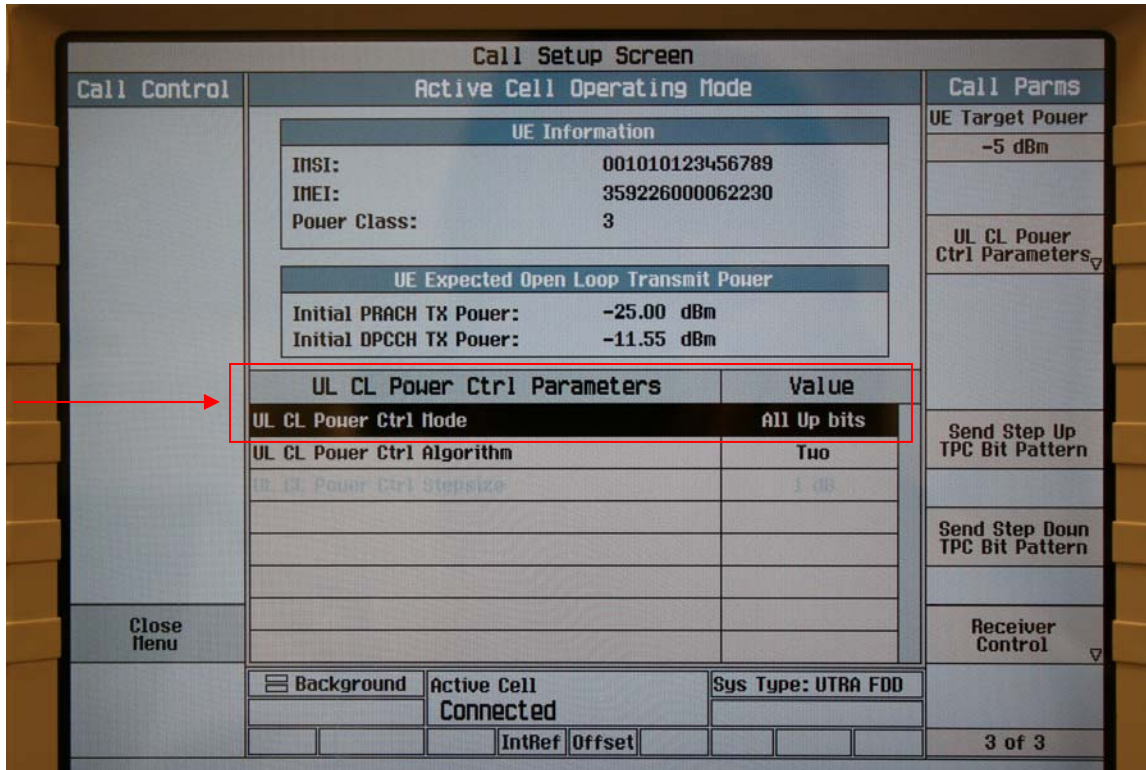 Call Setup Screen
Call Control
Active Cell Operating Mode
Call Parms
UE Information
IMSI: 001010123456789
IMEI: 359226000062230
Power Class: 3
UE Expected Open Loop Transmit Power
Initial PRACH TX Power: -25.00 dBm
Initial DPCCH TX Power: -11.55 dBm
UL CL Power Ctrl Parameters Value
UL CL Power Ctrl Mode All Up bits
UL CL Power Ctrl Algorithm Two
UL CL Power Ctrl Stepsize 1 dB
Close
Menu
Background
Active Cell
Sys Type: UTRA FDD
Connected
IntRef Offset
UE Target Power
-5 dBm
UL CL Power
Ctrl Parameters
Send Step Up
TPC Bit Pattern
Send Step Down
TPC Bit Pattern
Receiver
Control
3 of 3